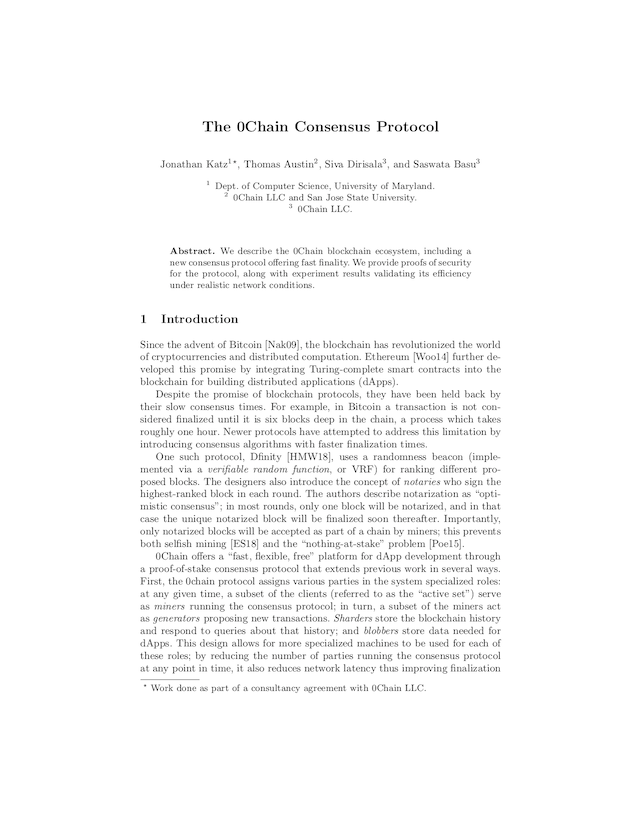 The 0Chain Consensus Protocol
Jonathan Katz1⋆, Thomas Austin2, Siva Dirisala3, and Saswata Basu3
1 Dept. of Computer Science, University of Maryland.
2 0Chain LLC and San Jose State University.
3 0Chain LLC.
Abstract. We describe the 0Chain blockchain ecosystem, including a
new consensus protocol offering fast finality. We provide proofs of security
for the protocol, along with experiment results validating its efficiency
under realistic network conditions.
1 Introduction
Since the advent of Bitcoin [Nak09], the blockchain has revolutionized the world
of cryptocurrencies and distributed computation. Ethereum [Woo14] further de-
veloped this promise by integrating Turing-complete smart contracts into the
blockchain for building distributed applications (dApps).
Despite the promise of blockchain protocols, they have been held back by
their slow consensus times. For example, in Bitcoin a transaction is not con-
sidered finalized until it is six blocks deep in the chain, a process which takes
roughly one hour. Newer protocols have attempted to address this limitation by
introducing consensus algorithms with faster finalization times.
One such protocol, Dfinity [HMW18], uses a randomness beacon (imple-
mented via a verifiable random function, or VRF) for ranking different pro-
posed blocks. The designers also introduce the concept of notaries who sign the
highest-ranked block in each round. The authors describe notarization as “opti-
mistic consensus”; in most rounds, only one block will be notarized, and in that
case the unique notarized block will be finalized soon thereafter. Importantly,
only notarized blocks will be accepted as part of a chain by miners; this prevents
both selfish mining [ES18] and the “nothing-at-stake” problem [Poe15].
0Chain offers a “fast, flexible, free” platform for dApp development through
a proof-of-stake consensus protocol that extends previous work in several ways.
First, the 0chain protocol assigns various parties in the system specialized roles:
at any given time, a subset of the clients (referred to as the “active set”) serve
as miners running the consensus protocol; in turn, a subset of the miners act
as generators proposing new transactions. Sharders store the blockchain history
and respond to queries about that history; and blobbers store data needed for
dApps. This design allows for more specialized machines to be used for each of
these roles; by reducing the number of parties running the consensus protocol
at any point in time, it also reduces network latency thus improving finalization
⋆ Work done as part of a consultancy agreement with 0Chain LLC.